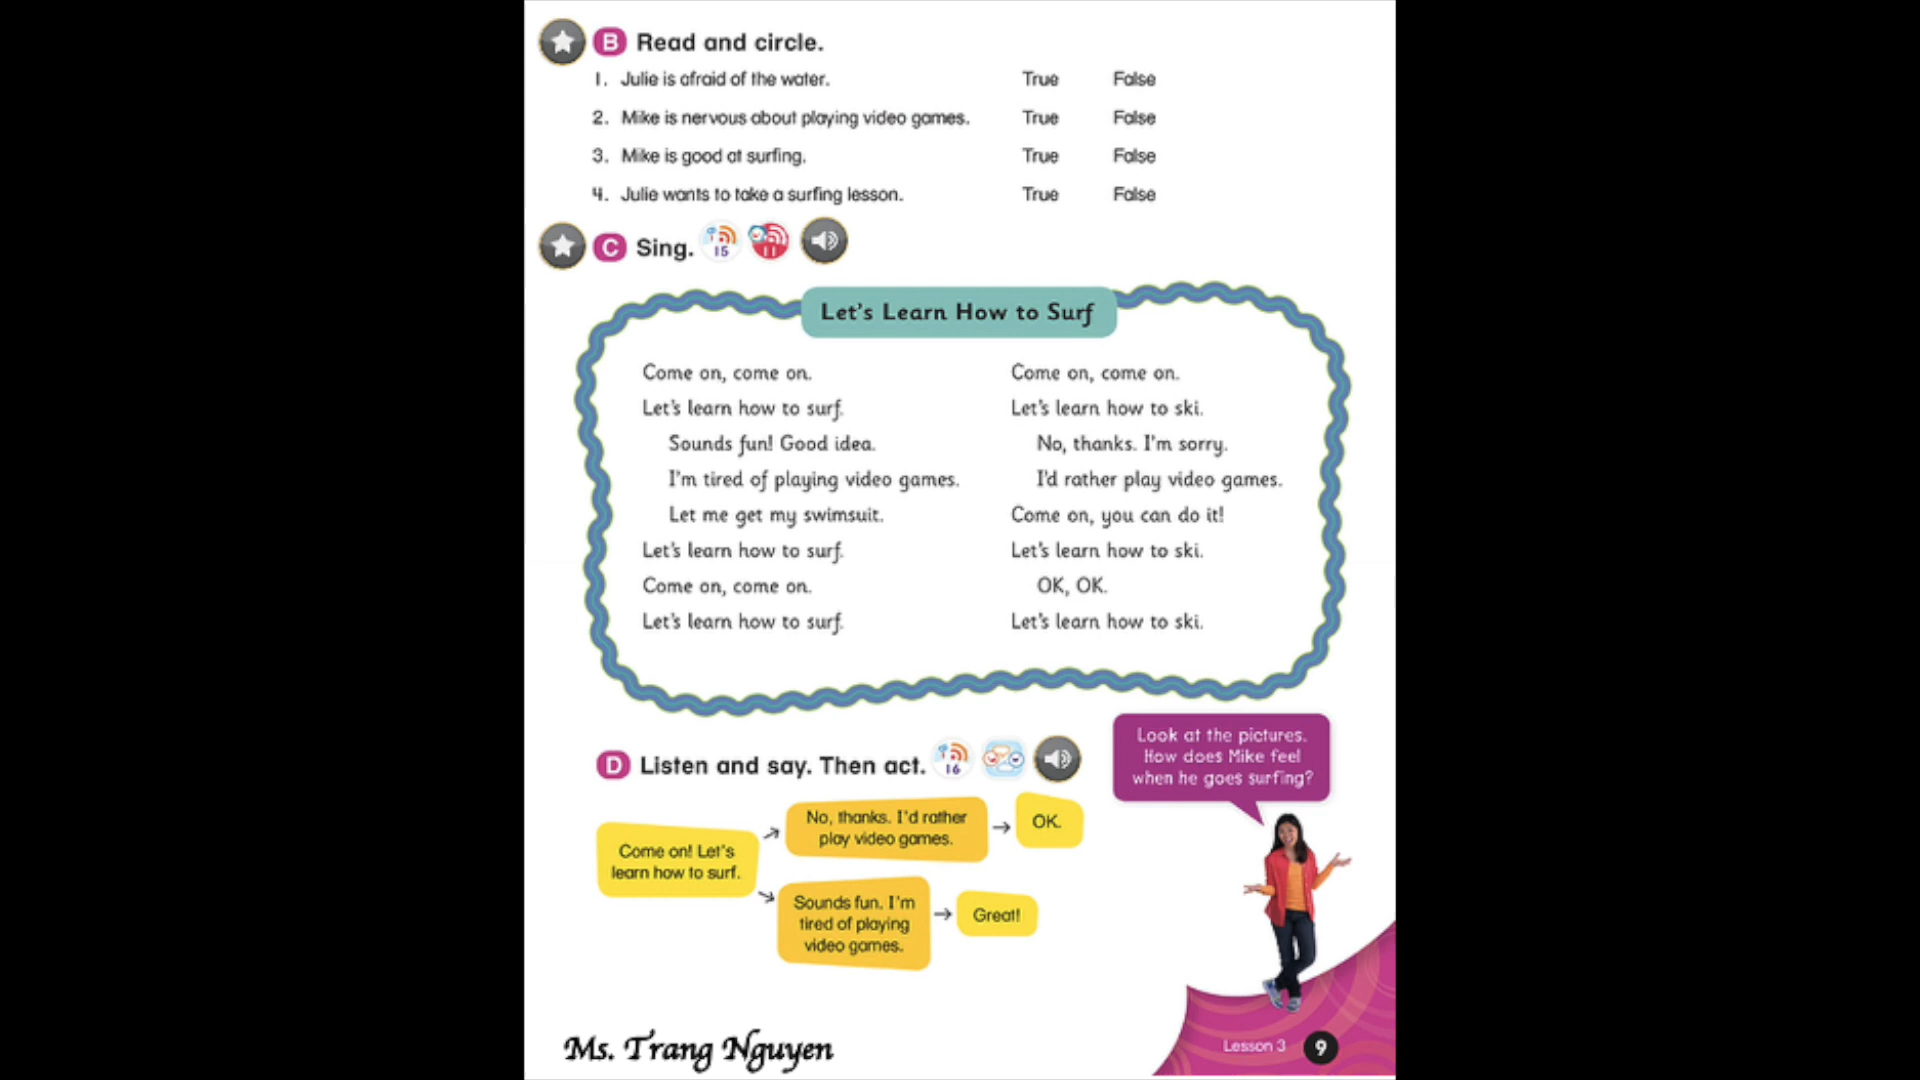 B Read and circle.
1. Julie is afraid of the water. True False
2. Mike is nervous about playing video games. True False
3. Mike is good at surfing. True False
4. Julie wants to take a surfing lesson. True False
C Sing. 15 11
Let's Learn How to Surf
Come on, come on.
Let's learn how to surf.
Sounds fun! Good idea.
I'm tired of playing video games.
Let me get my swimsuit.
Let's learn how to surf.
Come on, come on.
Let's learn how to surf.
Come on, come on.
Let's learn how to ski.
No, thanks. I'm sorry.
I'd rather play video games.
Come on, you can do it!
Let's learn how to ski.
OK, OK.
Let's learn how to ski.
D Listen and say. Then act. 16
Look at the pictures.
How does Mike feel
when he goes surfing?
Come on! Let's
learn how to surf.
No, thanks. I'd rather
play video games.
OK.
Sounds fun. I'm
tired of playing
video games.
Great!
Ms. Trang Nguyen
Lesson 3 9